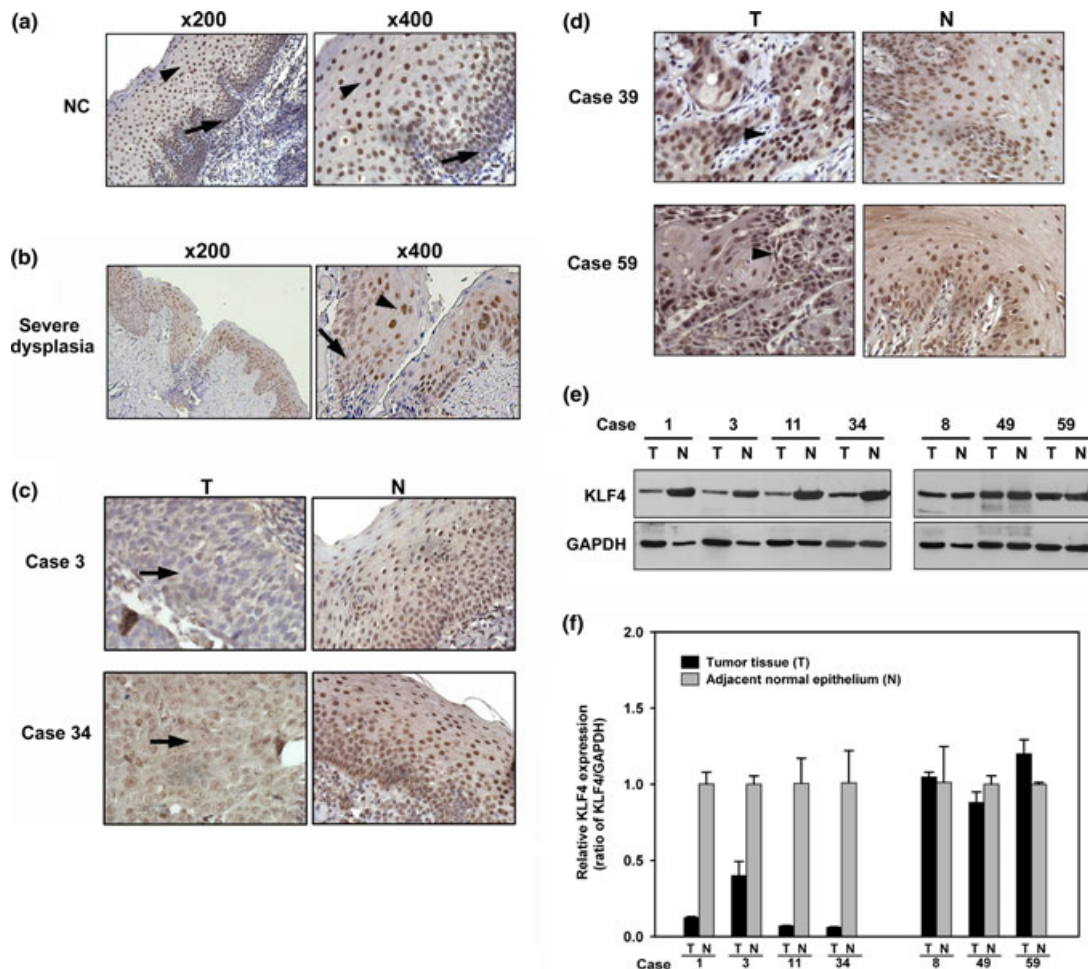 (a)
x200
x400
NC
(b)
x200
x400
Severe
dysplasia
(c)
T
N
Case 3
Case 34
(d)
T
N
Case 39
Case 59
(e)
Case 1 3 11 34 8 49 59
T N T N T N T N T N T N T N
KLF4
GAPDH
(f)
Relative KLF4 expression
(ratio of KLF4/GAPDH)
2.0
1.5
1.0
0.5
0.0
Tumor tissue (T)
Adjacent normal epithelium (N)
T N T N T N T N T N T N T N
Case 1 3 11 34 8 49 59